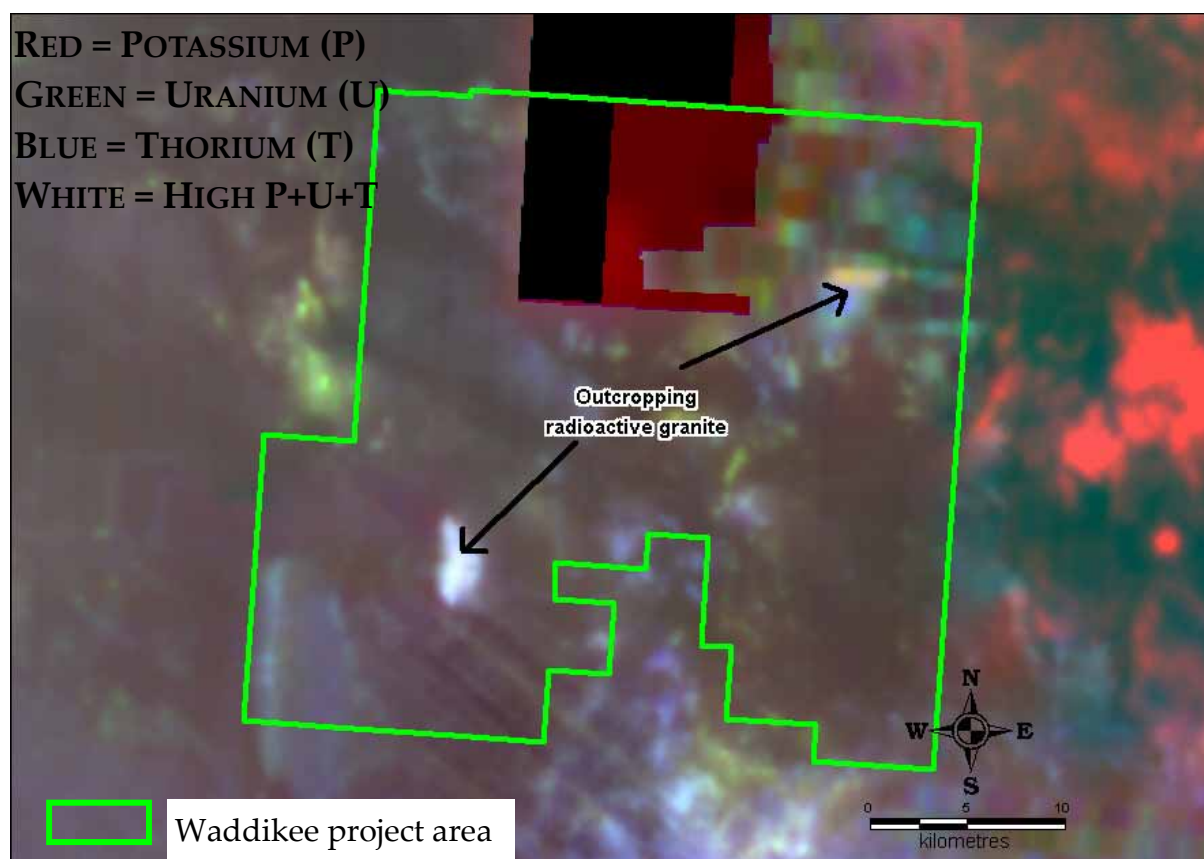 RED = POTASSIUM (P)
GREEN = URANIUM (U)
BLUE = THORIUM (T)
WHITE = HIGH P+U+T
Outcropping
radioactive granite
N
W E
S
0 5 10
kilometres
Waddikee project area